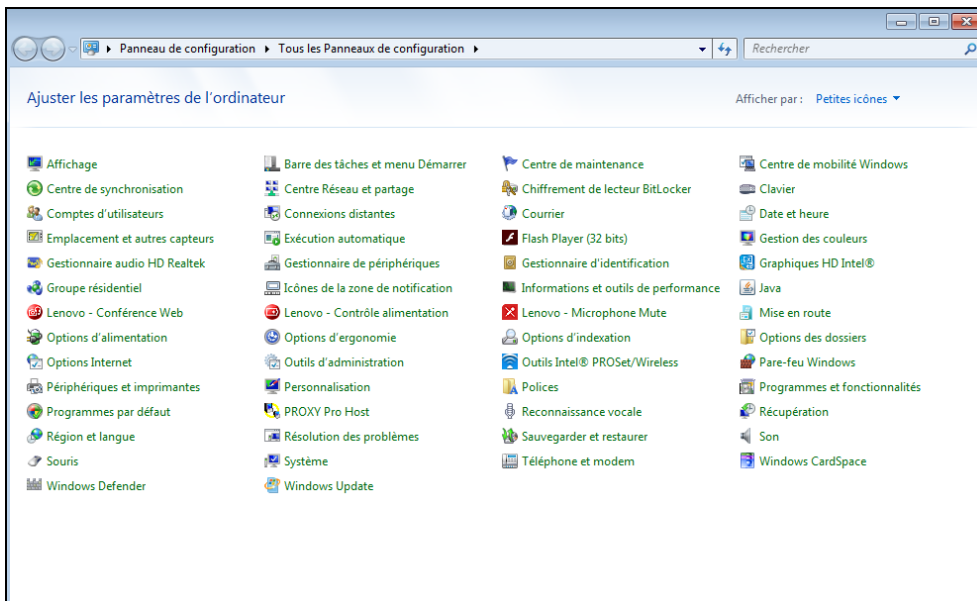 Panneau de configuration ▸ Tous les Panneaux de configuration ▸ Rechercher
Ajuster les paramètres de l'ordinateur
Afficher par : Petites icônes
Affichage Barre des tâches et menu Démarrer Centre de maintenance Centre de mobilité Windows
Centre de synchronisation Centre Réseau et partage Chiffrement de lecteur BitLocker Clavier
Comptes d'utilisateurs Connexions distantes Courrier Date et heure
Emplacement et autres capteurs Exécution automatique Flash Player (32 bits) Gestion des couleurs
Gestionnaire audio HD Realtek Gestionnaire de périphériques Gestionnaire d'identification Graphiques HD Intel®
Groupe résidentiel Icônes de la zone de notification Informations et outils de performance Java
Lenovo - Conférence Web Lenovo - Contrôle alimentation Lenovo - Microphone Mute Mise en route
Options d'alimentation Options d'ergonomie Options d'indexation Options des dossiers
Options Internet Outils d'administration Outils Intel® PROSet/Wireless Pare-feu Windows
Périphériques et imprimantes Personnalisation Polices Programmes et fonctionnalités
Programmes par défaut PROXY Pro Host Reconnaissance vocale Récupération
Région et langue Résolution des problèmes Sauvegarder et restaurer Son
Souris Système Téléphone et modem Windows CardSpace
Windows Defender Windows Update